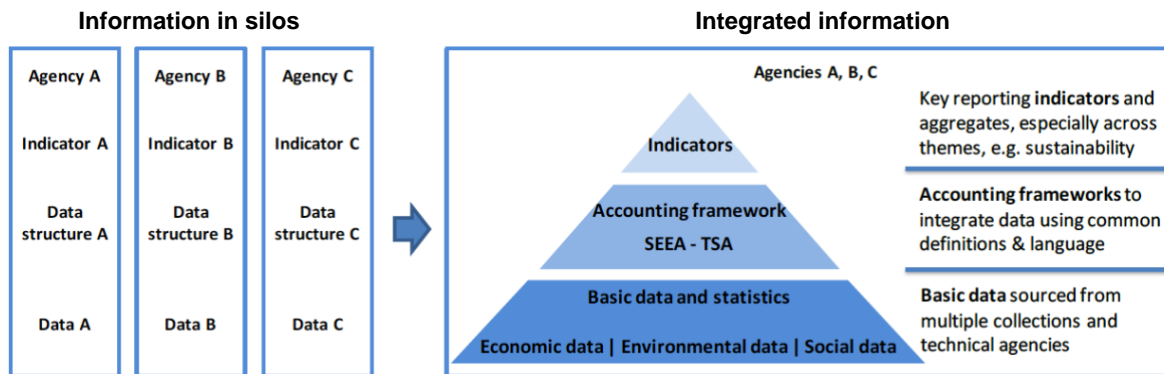 Information in silos
Agency A
Indicator A
Data
structure A
Data A
Agency B
Indicator B
Data
structure B
Data B
Agency C
Indicator C
Data
structure C
Data C
Integrated information
Agencies A, B, C
Indicators
Accounting framework
SEEA - TSA
Basic data and statistics
Economic data | Environmental data | Social data
Key reporting indicators and
aggregates, especially across
themes, e.g. sustainability
Accounting frameworks to
integrate data using common
definitions & language
Basic data sourced from
multiple collections and
technical agencies